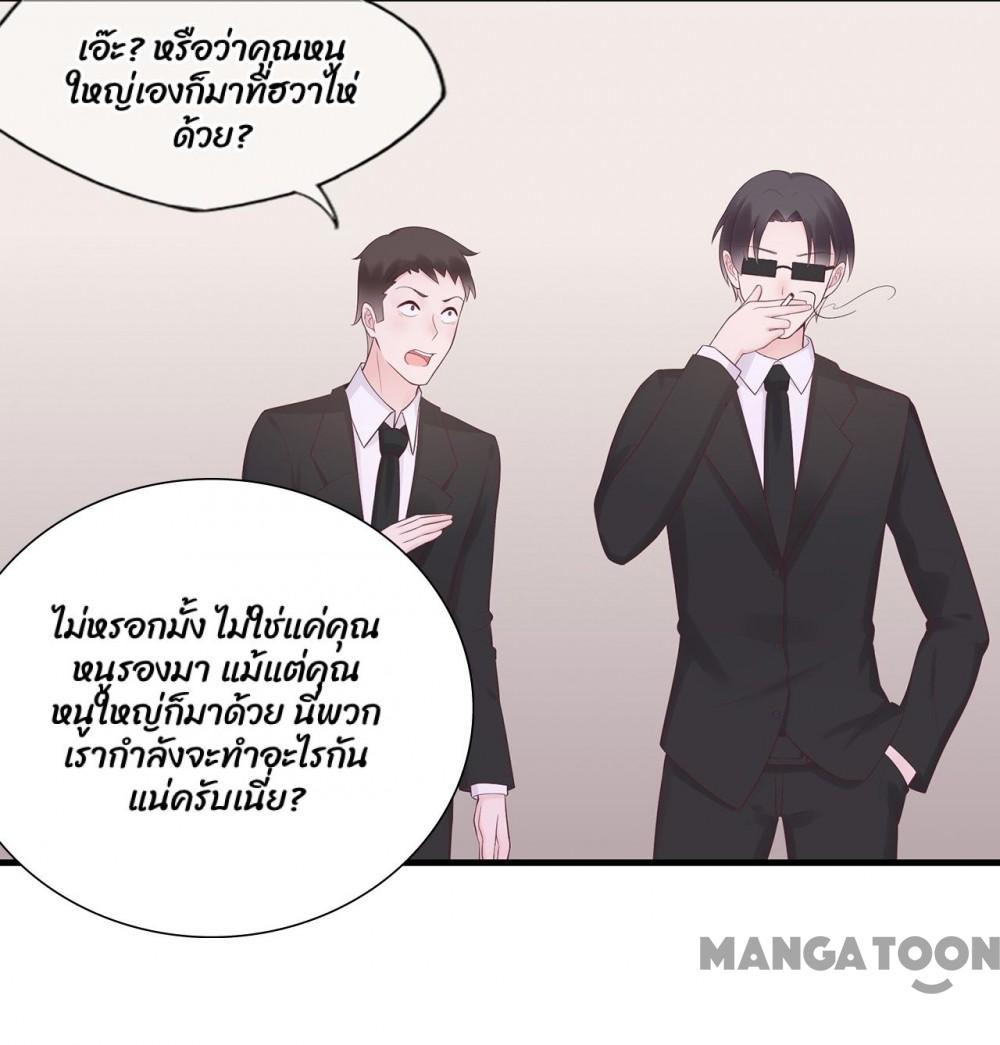 เอ๊ะ? หรือว่าคุณหนู
ใหญ่เองก็มาที่ฮวาไห่
ด้วย?
ไม่หรอกมั้ง ไม่ใช่แค่คุณ
หนูรองมา แม้แต่คุณ
หนูใหญ่ก็มาด้วย นี่พวก
เรากำลังจะทำอะไรกัน
แน่ครับเนี่ย?
MANGATOON